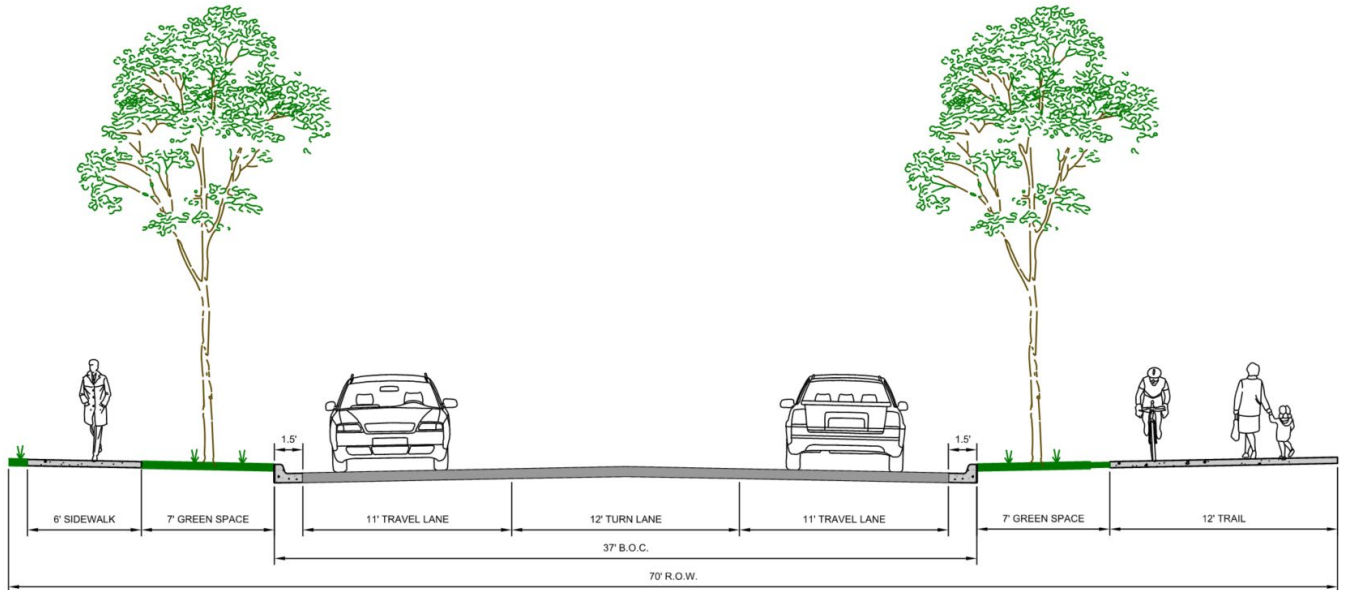 1.5'
1.5'
6' SIDEWALK
7' GREEN SPACE
11' TRAVEL LANE
12' TURN LANE
11' TRAVEL LANE
7' GREEN SPACE
12' TRAIL
37' B.O.C.
70' R.O.W.